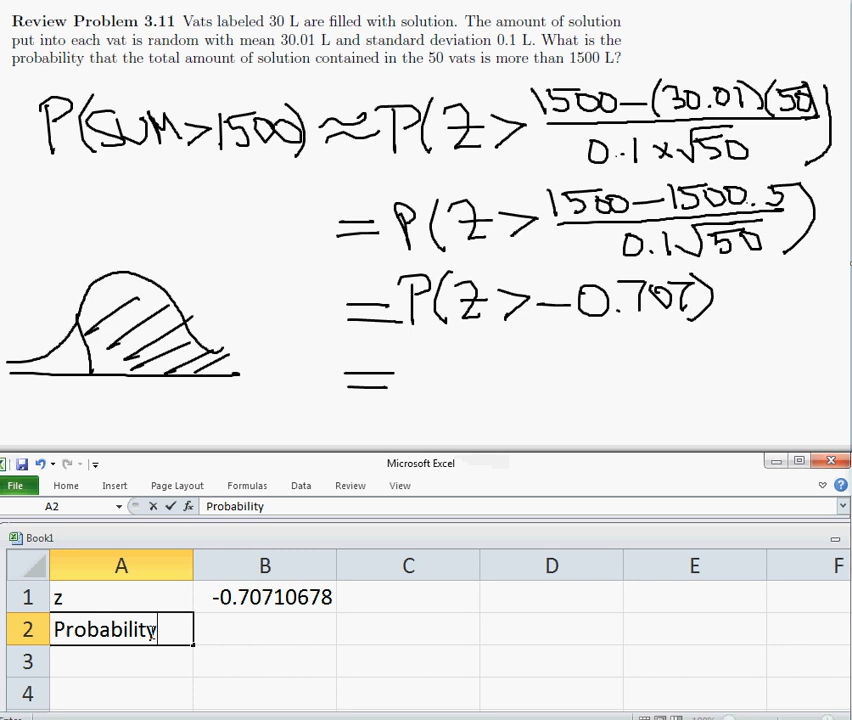 Review Problem 3.11 Vats labeled 30 L are filled with solution. The amount of solution
put into each vat is random with mean 30.01 L and standard deviation 0.1 L. What is the
probability that the total amount of solution contained in the 50 vats is more than 1500 L?
P(SUM>1500) ≈ P(Z > 1500-(30.01)(50)
0.1×√50)
= P(Z > 1500-1500.5
0.1√50)
= P(Z > -0.707)
=
Microsoft Excel
File Home Insert Page Layout Formulas Data Review View
A2 fx Probability
Book1
A B C D E F
1 z -0.70710678
2 Probability
3
4
100%